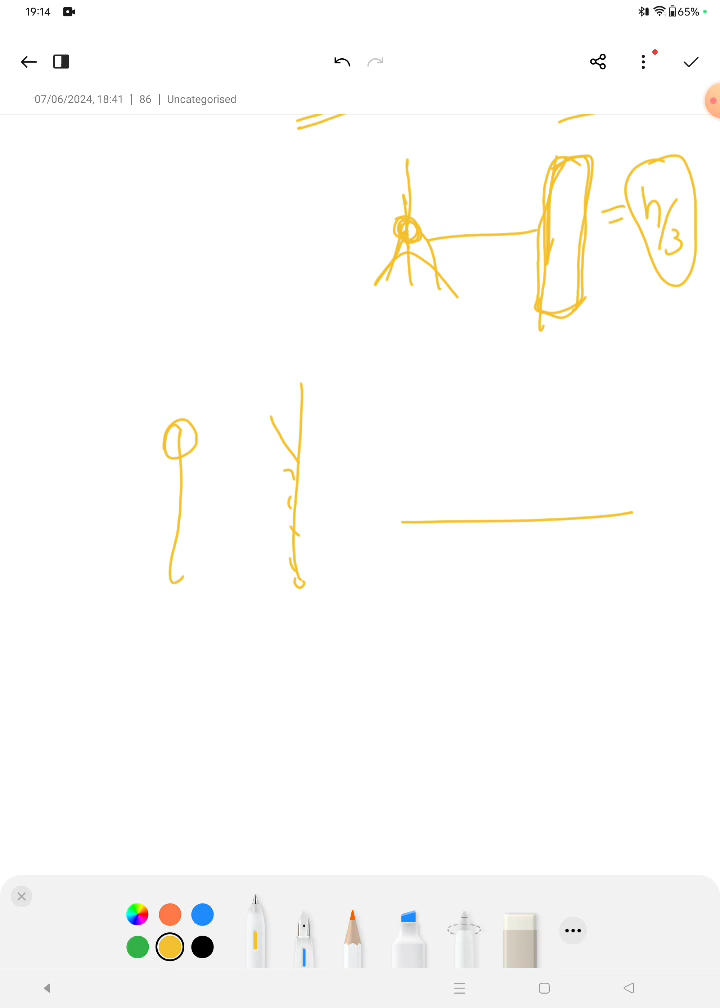 19:14
65%
07/06/2024, 18:41 | 86 | Uncategorised
= h/3